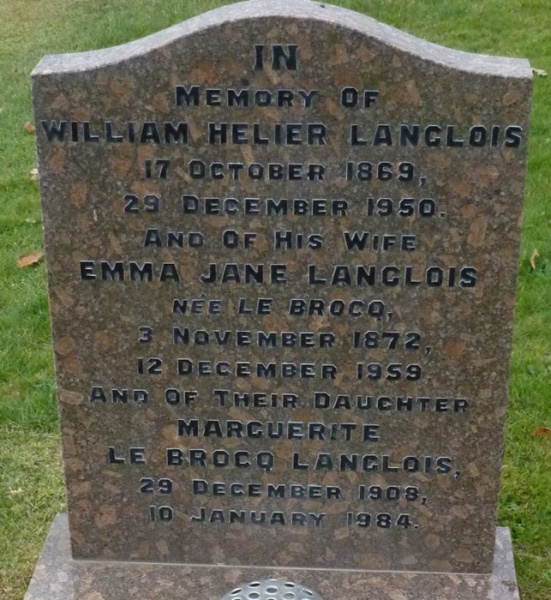 IN
MEMORY OF
WILLIAM HELIER LANGLOIS
17 OCTOBER 1869,
29 DECEMBER 1950.
AND OF HIS WIFE
EMMA JANE LANGLOIS
NÉE LE BROCQ,
3 NOVEMBER 1872,
12 DECEMBER 1959
AND OF THEIR DAUGHTER
MARGUERITE
LE BROCQ LANGLOIS,
29 DECEMBER 1908,
10 JANUARY 1984.